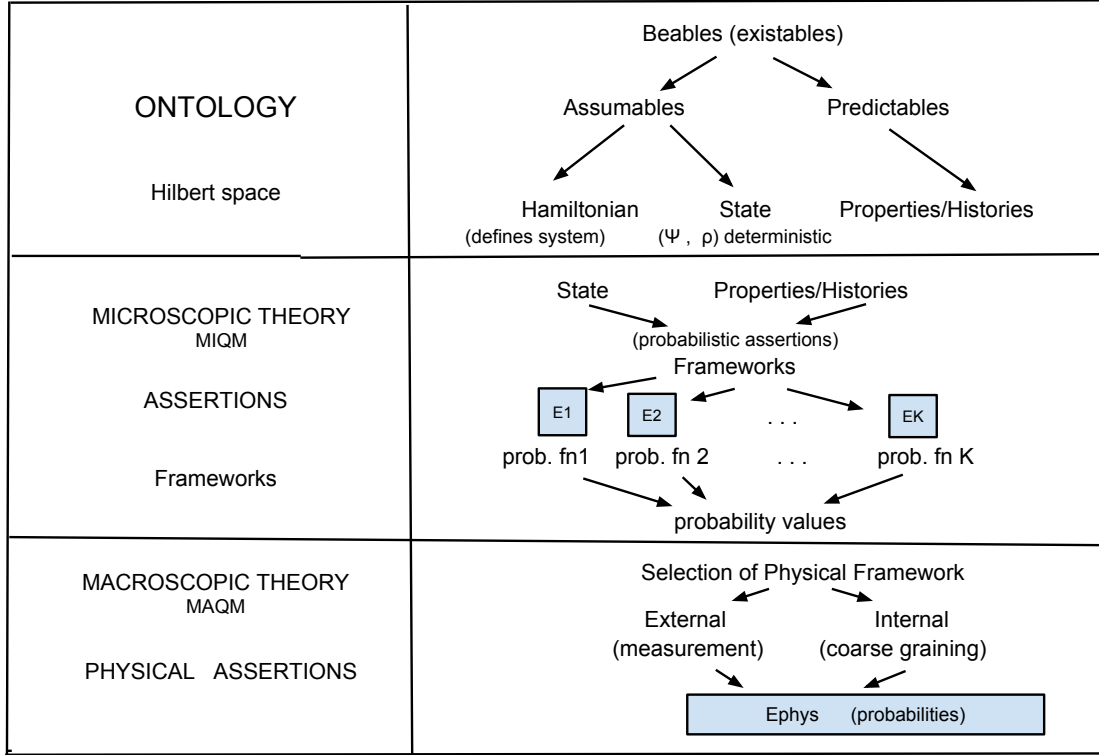 ONTOLOGY
Hilbert space
Beables (existables)
Assumables Predictables
Hamiltonian State Properties/Histories
(defines system) (Ψ , ρ) deterministic
MICROSCOPIC THEORY
MIQM
ASSERTIONS
Frameworks
State Properties/Histories
(probabilistic assertions)
Frameworks
E1 E2 . . . EK
prob. fn1 prob. fn 2 . . . prob. fn K
probability values
MACROSCOPIC THEORY
MAQM
PHYSICAL ASSERTIONS
Selection of Physical Framework
External Internal
(measurement) (coarse graining)
Ephys (probabilities)